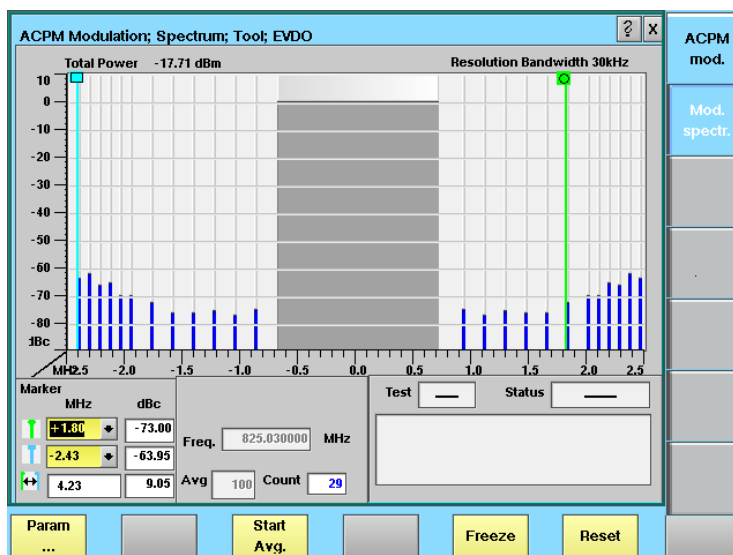 ACPM Modulation; Spectrum; Tool; EVDO
? X
ACPM
mod.
Mod.
spectr.
Total Power -17.71 dBm
Resolution Bandwidth 30kHz
10
0
-10
-20
-30
-40
-50
-60
-70
-80
dBc
MHz
-2.5 -2.0 -1.5 -1.0 -0.5 0.0 0.5 1.0 1.5 2.0 2.5
Marker
MHz dBc
+1.80 -73.00
-2.43 -63.95
4.23 9.05
Freq. 825.030000 MHz
Avg 100 Count 29
Test — Status —
Param
...
Start
Avg.
Freeze
Reset